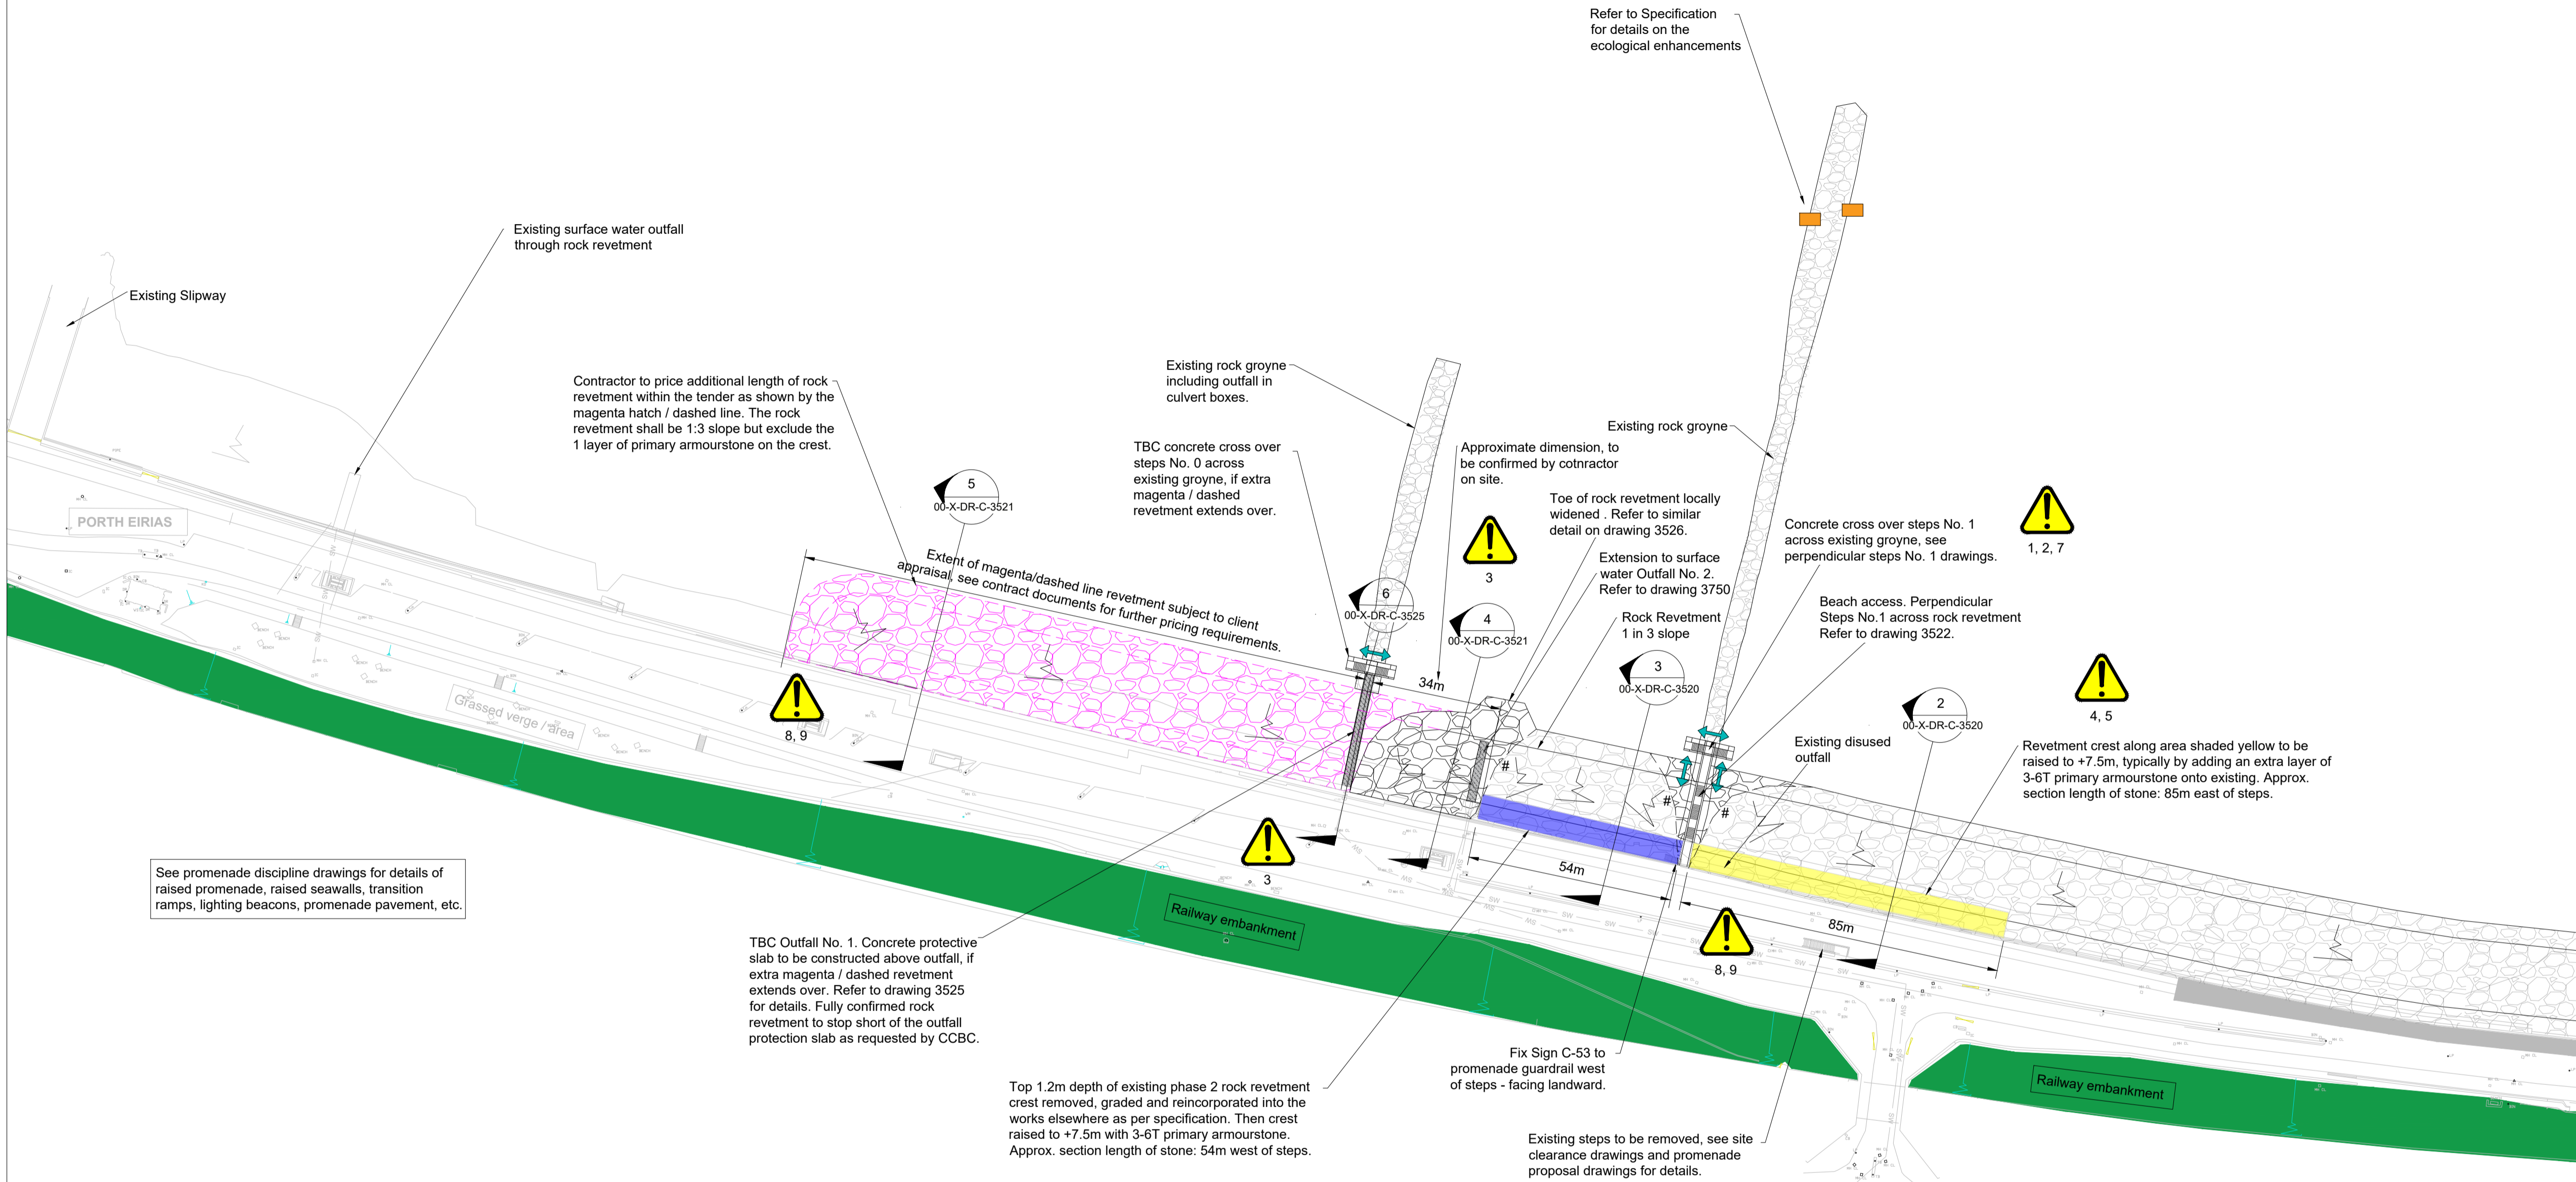 Refer to Specification
for details on the
ecological enhancements
Existing surface water outfall
through rock revetment
Existing Slipway
Contractor to price additional length of rock
revetment within the tender as shown by the
magenta hatch / dashed line. The rock
revetment shall be 1:3 slope but exclude the
1 layer of primary armourstone on the crest.
Existing rock groyne
including outfall in
culvert boxes.
Existing rock groyne
TBC concrete cross over
steps No. 0 across
existing groyne, if extra
magenta / dashed
revetment extends over.
Approximate dimension, to
be confirmed by cotnractor
on site.
Toe of rock revetment locally
widened . Refer to similar
detail on drawing 3526.
Concrete cross over steps No. 1
across existing groyne, see
perpendicular steps No. 1 drawings.
1, 2, 7
5
00-X-DR-C-3521
PORTH EIRIAS
Extent of magenta/dashed line revetment subject to client
appraisal, see contract documents for further pricing requirements.
3
Extension to surface
water Outfall No. 2.
Refer to drawing 3750
6
00-X-DR-C-3525
4
00-X-DR-C-3521
Rock Revetment
1 in 3 slope
Beach access. Perpendicular
Steps No.1 across rock revetment
Refer to drawing 3522.
3
00-X-DR-C-3520
2
00-X-DR-C-3520
4, 5
34m
Grassed verge / area
8, 9
Existing disused
outfall
Revetment crest along area shaded yellow to be
raised to +7.5m, typically by adding an extra layer of
3-6T primary armourstone onto existing. Approx.
section length of stone: 85m east of steps.
#
#
#
3
54m
85m
See promenade discipline drawings for details of
raised promenade, raised seawalls, transition
ramps, lighting beacons, promenade pavement, etc.
Railway embankment
8, 9
TBC Outfall No. 1. Concrete protective
slab to be constructed above outfall, if
extra magenta / dashed revetment
extends over. Refer to drawing 3525
for details. Fully confirmed rock
revetment to stop short of the outfall
protection slab as requested by CCBC.
Fix Sign C-53 to
promenade guardrail west
of steps - facing landward.
Top 1.2m depth of existing phase 2 rock revetment
crest removed, graded and reincorporated into the
works elsewhere as per specification. Then crest
raised to +7.5m with 3-6T primary armourstone.
Approx. section length of stone: 54m west of steps.
Railway embankment
Existing steps to be removed, see site
clearance drawings and promenade
proposal drawings for details.